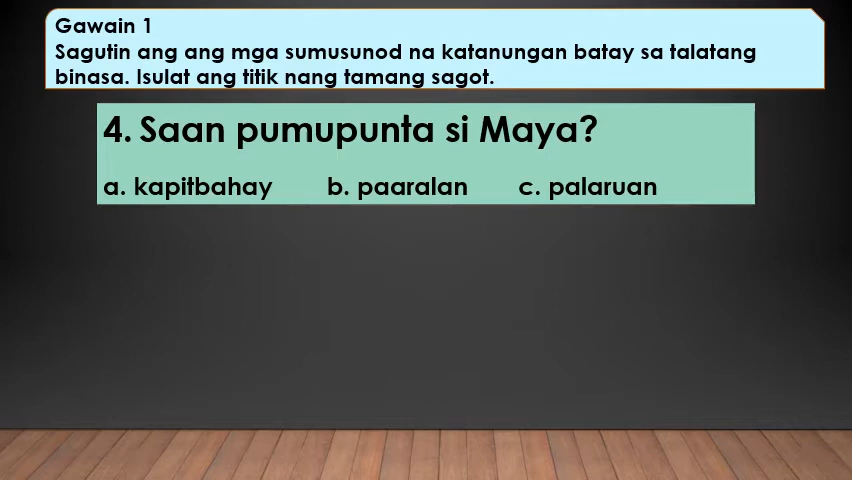 Gawain 1
Sagutin ang ang mga sumusunod na katanungan batay sa talatang
binasa. Isulat ang titik nang tamang sagot.
4. Saan pumupunta si Maya?
a. kapitbahay b. paaralan c. palaruan